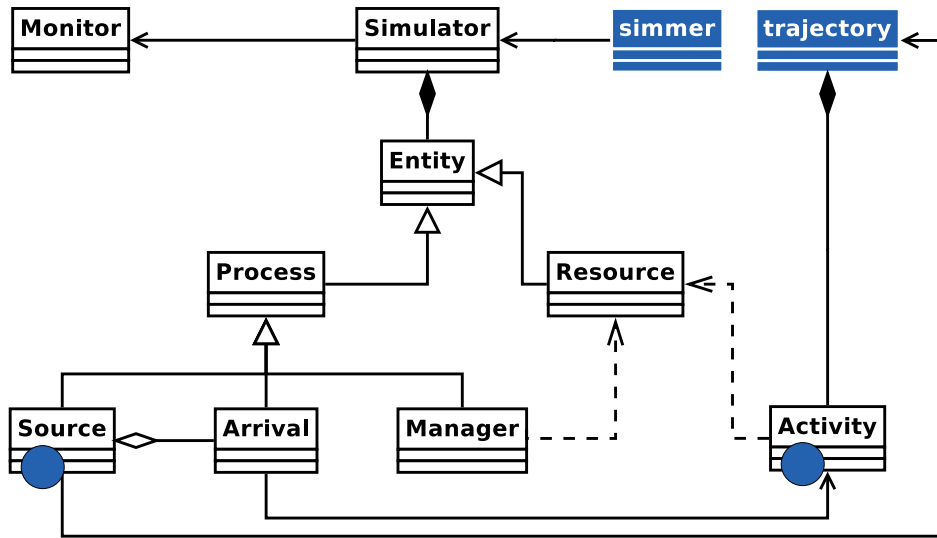 Monitor
Simulator
simmer
trajectory
Entity
Process
Resource
Source
Arrival
Manager
Activity